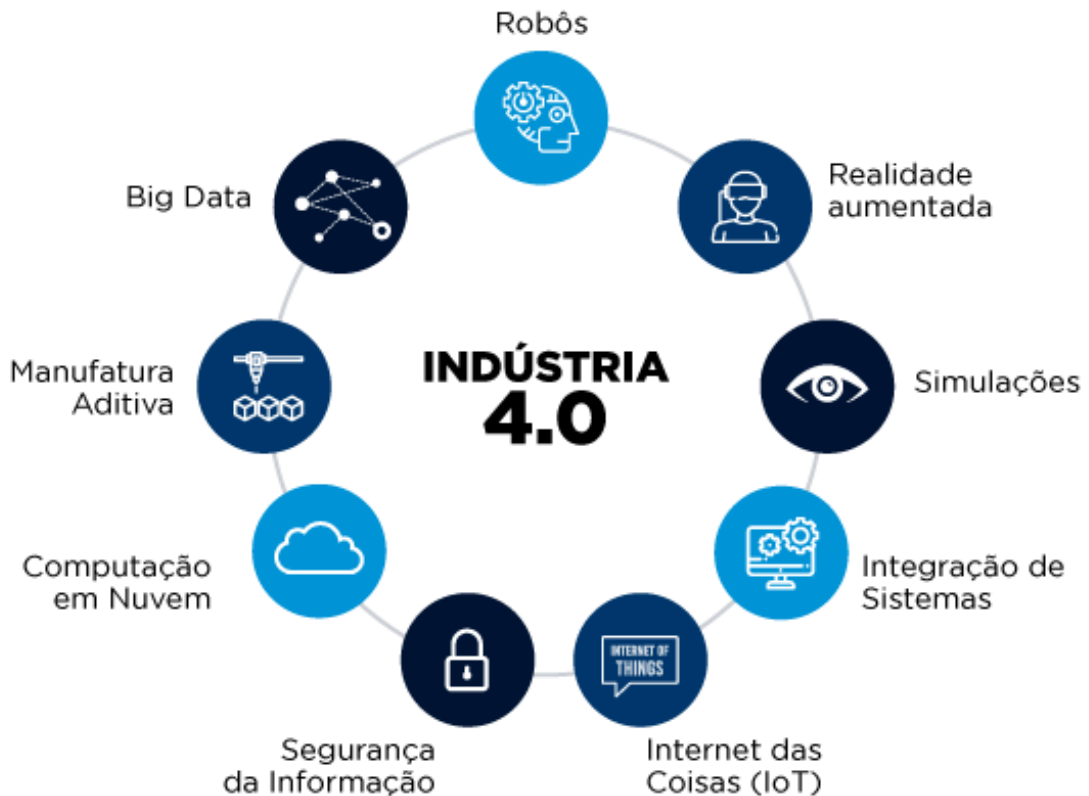 Robôs
Realidade
aumentada
Big Data
INDÚSTRIA
4.0
Manufatura
Aditiva
Simulações
Computação
em Nuvem
Integração de
Sistemas
INTERNET OF
THINGS
Segurança
da Informação
Internet das
Coisas (IoT)